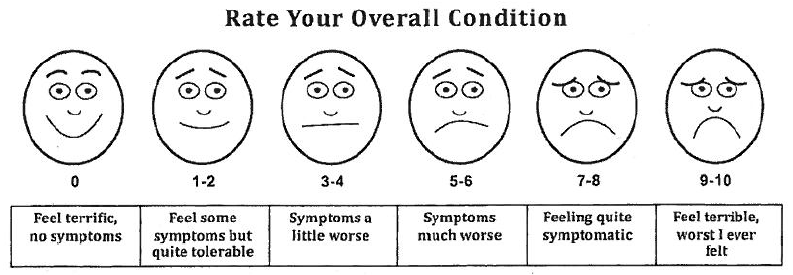 Rate Your Overall Condition
0
1-2
3-4
5-6
7-8
9-10
Feel terrific,
no symptoms
Feel some
symptoms but
quite tolerable
Symptoms a
little worse
Symptoms
much worse
Feeling quite
symptomatic
Feel terrible,
worst I ever
felt